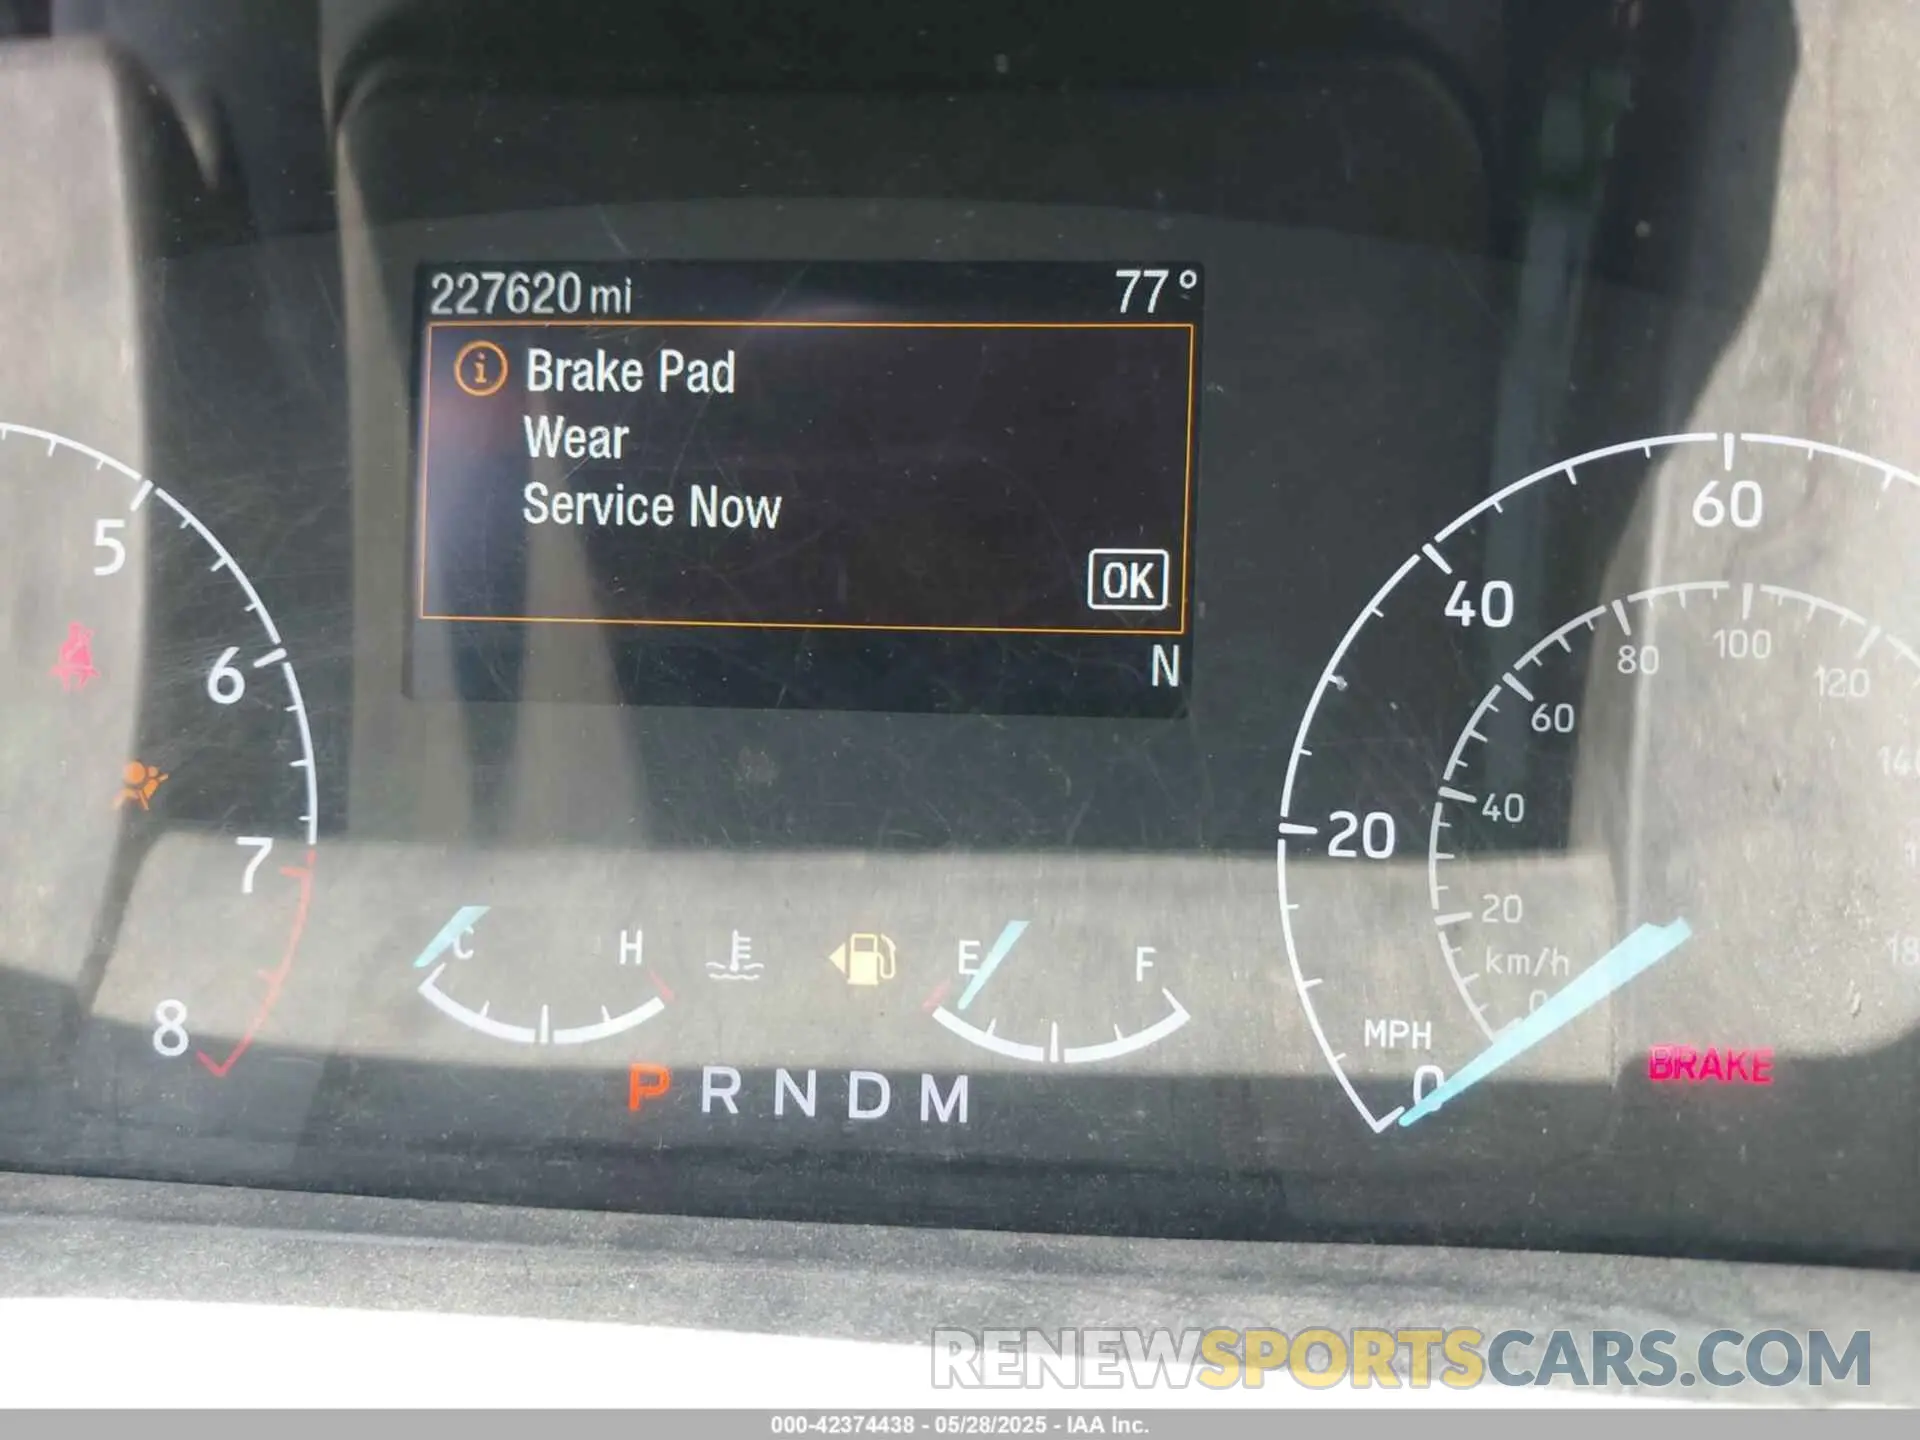 227620 mi 77°
i Brake Pad
Wear
Service Now
OK
N
5
6
7
8
C H
E F
P R N D M
0 20 40 60
MPH
0 20 40 60 80 100 120
km/h
BRAKE
RENEWSPORTSCARS.COM
000-42374438 - 05/28/2025 - IAA Inc.